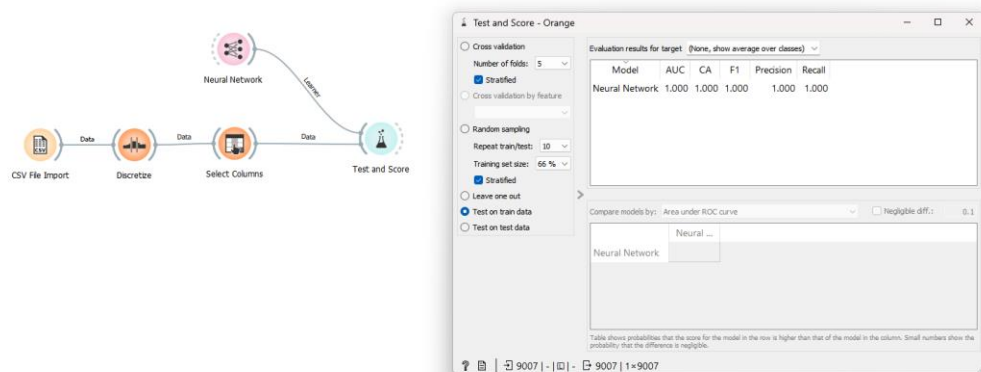 Neural Network
Learner
Data
Data
Data
CSV File Import
Discretize
Select Columns
Test and Score
Test and Score - Orange
Cross validation
Number of folds: 5
Stratified
Cross validation by feature
Random sampling
Repeat train/test: 10
Training set size: 66 %
Stratified
Leave one out
Test on train data
Test on test data
Evaluation results for target (None, show average over classes)
Model AUC CA F1 Precision Recall
Neural Network 1.000 1.000 1.000 1.000 1.000
Compare models by: Area under ROC curve Negligible diff.: 0.1
Neural ...
Neural Network
Table shows probabilities that the score for the model in the row is higher than that of the model in the column. Small numbers show the
probability that the difference is negligible.
? 9007 | - | - 9007 | 1×9007